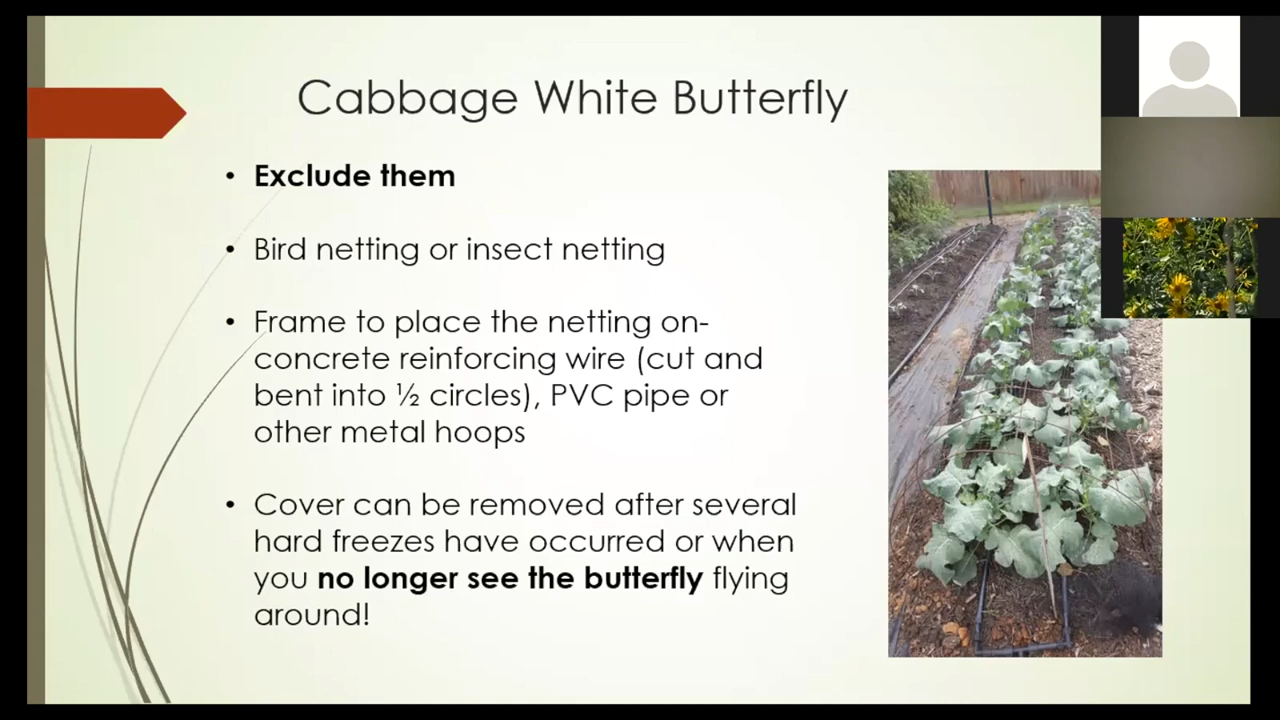 Cabbage White Butterfly
• Exclude them
• Bird netting or insect netting
• Frame to place the netting on-
concrete reinforcing wire (cut and
bent into ½ circles), PVC pipe or
other metal hoops
• Cover can be removed after several
hard freezes have occurred or when
you no longer see the butterfly flying
around!